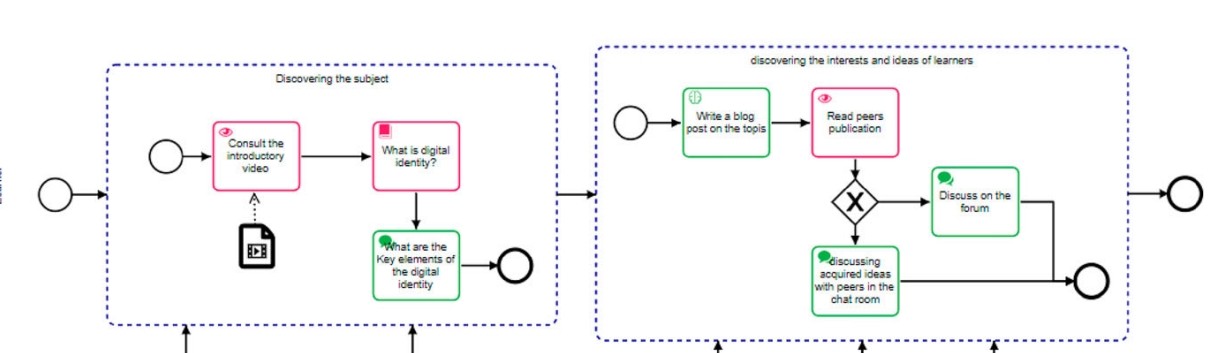 Discovering the subject
discovering the interests and ideas of learners
Consult the
introductory
video
What is digital
identity?
What are the
Key elements of
the digital
identity
Write a blog
post on the topis
Read peers
publication
X
Discuss on the
forum
discussing
acquired ideas
with peers in the
chat room